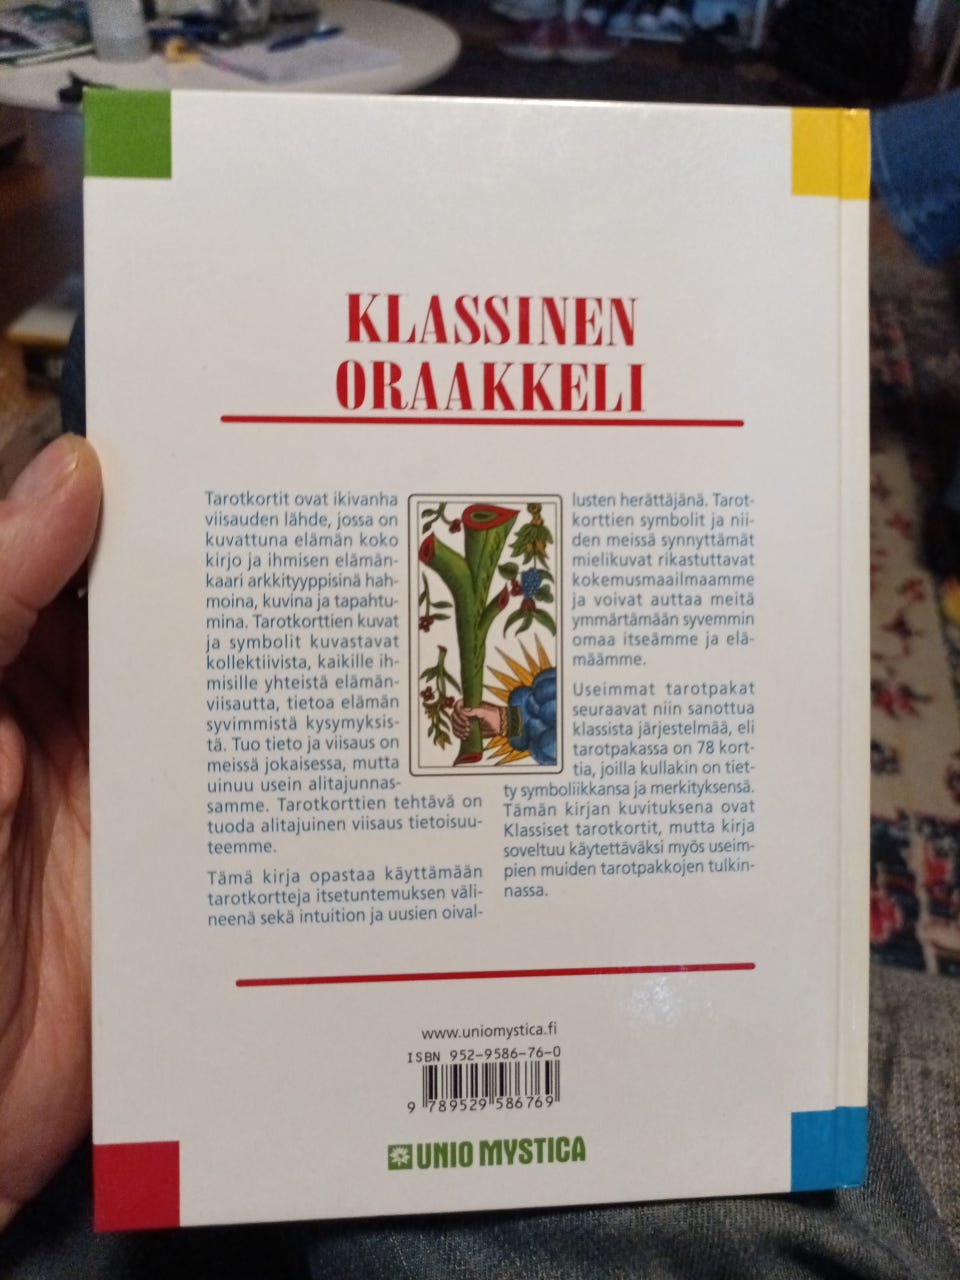 KLASSINEN
ORAAKKELI
Tarotkortit ovat ikivanha
viisauden lähde, jossa on
kuvattuna elämän koko
kirjo ja ihmisen elämän-
kaari arkkityyppisinä hah-
moina, kuvina ja tapahtu-
mina. Tarotkorttien kuvat
ja symbolit kuvastavat
kollektiivista, kaikille ih-
misille yhteistä elämän-
viisautta, tietoa elämän
syvimmistä kysymyksis-
tä. Tuo tieto ja viisaus on
meissä jokaisessa, mutta
uinuu usein alitajunnas-
samme. Tarotkorttien tehtävä on
tuoda alitajuinen viisaus tietoisuu-
teemme.
Tämä kirja opastaa käyttämään
tarotkortteja itsetuntemuksen väli-
neenä sekä intuition ja uusien oival-
lusten herättäjänä. Tarot-
korttien symbolit ja nii-
den meissä synnyttämät
mielikuvat rikastuttavat
kokemusmaailmaamme
ja voivat auttaa meitä
ymmärtämään syvemmin
omaa itseämme ja elä-
määmme.
Useimmat tarotpakat
seuraavat niin sanottua
klassista järjestelmää, eli
tarotpakassa on 78 kort-
tia, joilla kullakin on tiet-
ty symboliikkansa ja merkityksensä.
Tämän kirjan kuvituksena ovat
Klassiset tarotkortit, mutta kirja
soveltuu käytettäväksi myös useim-
pien muiden tarotpakkojen tulkin-
nassa.
www.uniomystica.fi
ISBN 952-9586-76-0
9 789529 586769
UNIO MYSTICA